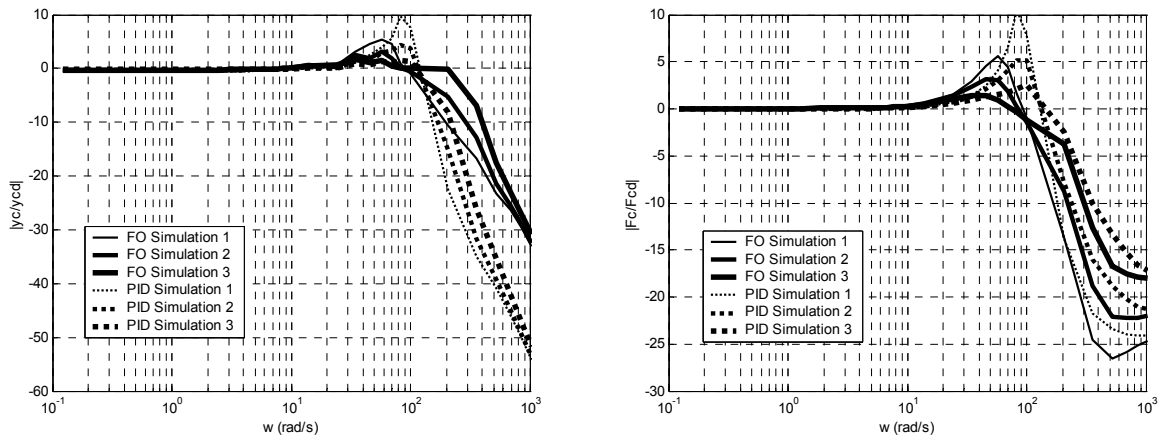 10
0
-10
-20
-30
-40
-50
-60
|yc/ycd|
FO Simulation 1
FO Simulation 2
FO Simulation 3
PID Simulation 1
PID Simulation 2
PID Simulation 3
10^-1
10^0
10^1
10^2
10^3
w (rad/s)
10
5
0
-5
-10
-15
-20
-25
-30
|Fc/Fcd|
FO Simulation 1
FO Simulation 2
FO Simulation 3
PID Simulation 1
PID Simulation 2
PID Simulation 3
10^-1
10^0
10^1
10^2
10^3
w (rad/s)